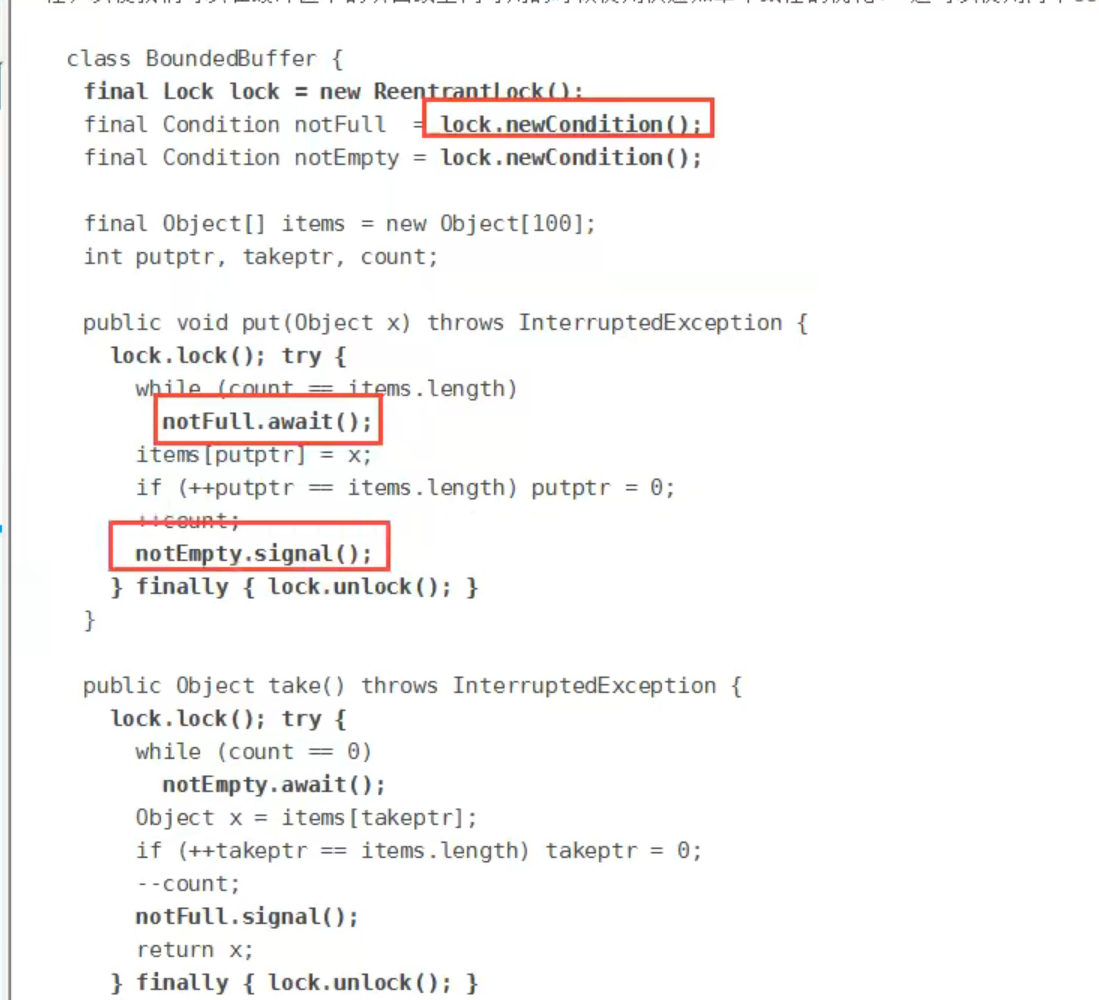 class BoundedBuffer {
final Lock lock = new ReentrantLock();
final Condition notFull = lock.newCondition();
final Condition notEmpty = lock.newCondition();
final Object[] items = new Object[100];
int putptr, takeptr, count;
public void put(Object x) throws InterruptedException {
lock.lock(); try {
while (count == items.length)
notFull.await();
items[putptr] = x;
if (++putptr == items.length) putptr = 0;
++count;
notEmpty.signal();
} finally { lock.unlock(); }
}
public Object take() throws InterruptedException {
lock.lock(); try {
while (count == 0)
notEmpty.await();
Object x = items[takeptr];
if (++takeptr == items.length) takeptr = 0;
--count;
notFull.signal();
return x;
} finally { lock.unlock(); }